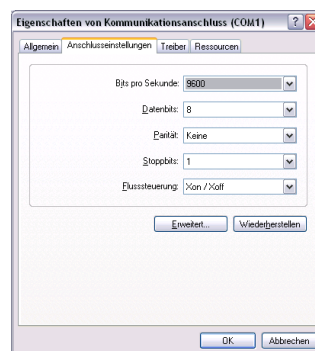 Eigenschaften von Kommunikationsanschluss (COM1)
Allgemein Anschlusseinstellungen Treiber Ressourcen
Bits pro Sekunde: 9600
Datenbits: 8
Parität: Keine
Stoppbits: 1
Flusssteuerung: Xon / Xoff
Erweitert... Wiederherstellen
OK Abbrechen